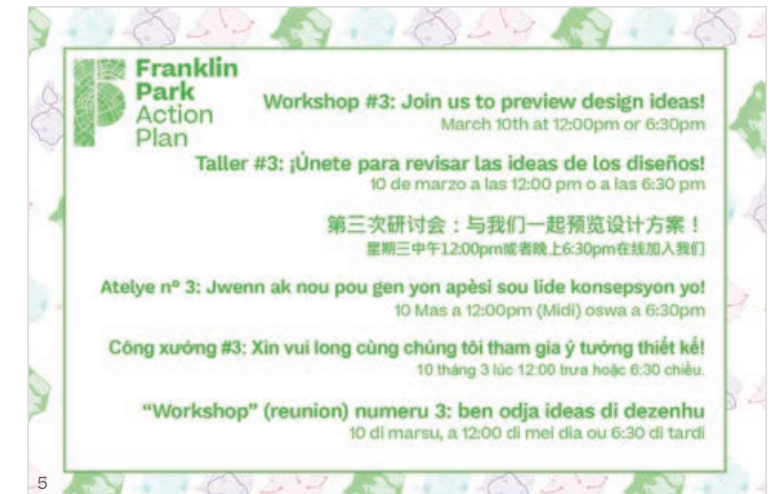 Franklin
Park
Action
Plan
Workshop #3: Join us to preview design ideas!
March 10th at 12:00pm or 6:30pm
Taller #3: ¡Únete para revisar las ideas de los diseños!
10 de marzo a las 12:00 pm o a las 6:30 pm
第三次研讨会：与我们一起预览设计方案！
星期三中午12:00pm或者晚上6:30pm在线加入我们
Atelye nº 3: Jwenn ak nou pou gen yon apèsi sou lide konsepsyon yo!
10 Mas a 12:00pm (Midi) oswa a 6:30pm
Công xưởng #3: Xin vui long cùng chúng tôi tham gia ý tưởng thiết kế!
10 tháng 3 lúc 12:00 trưa hoặc 6:30 chiều.
“Workshop” (reunion) numeru 3: ben odja ideas di dezenhu
10 di marsu, a 12:00 di mei dia ou 6:30 di tardi
5